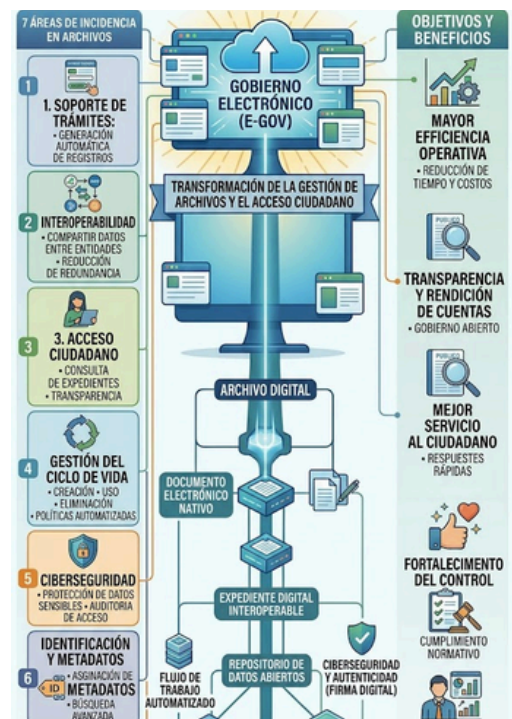 7 ÁREAS DE INCIDENCIA
EN ARCHIVOS
1
1. SOPORTE DE
TRÁMITES:
• GENERACIÓN
AUTOMÁTICA
DE REGISTROS
2
INTEROPERABILIDAD
• COMPARTIR DATOS
ENTRE ENTIDADES
• REDUCCIÓN
DE REDUNDANCIA
3
3. ACCESO
CIUDADANO
• CONSULTA
DE EXPEDIENTES
• TRANSPARENCIA
4
GESTIÓN DEL
CICLO DE VIDA
• CREACIÓN • USO
• ELIMINACIÓN
• POLÍTICAS AUTOMATIZADAS
5
CIBERSEGURIDAD
• PROTECCIÓN DE DATOS
SENSIBLES • AUDITORIA
DE ACCESO
IDENTIFICACIÓN
Y METADATOS
6
ID
• ASGINACIÓN DE
METADATOS
• BÚSQUEDA
AVANZADA
GOBIERNO
ELECTRÓNICO
(E-GOV)
TRANSFORMACIÓN DE LA GESTIÓN DE
ARCHIVOS Y EL ACCESO CIUDADANO
ARCHIVO DIGITAL
DOCUMENTO
ELECTRÓNICO
NATIVO
EXPEDIENTE DIGITAL
INTEROPERABLE
FLUJO DE
TRABAJO
AUTOMATIZADO
REPOSITORIO DE
DATOS ABIERTOS
CIBERSEGURIDAD
Y AUTENTICIDAD
(FIRMA DIGITAL)
OBJETIVOS Y
BENEFICIOS
MAYOR
EFFICIENCIA
OPERATIVA
• REDUCCIÓN DE
TIEMPO Y COSTOS
PUBLICO
TRANSPARENCIA
Y RENDICIÓN
DE CUENTAS
• GOBIERNO ABIERTO
PUBLICO
MEJOR
SERVICIO
AL CIUDADANO
• RESPUESTAS
RÁPIDAS
FORTALECIMIENTO
DEL CONTROL
CUMPLIMIENTO
NORMATIVO